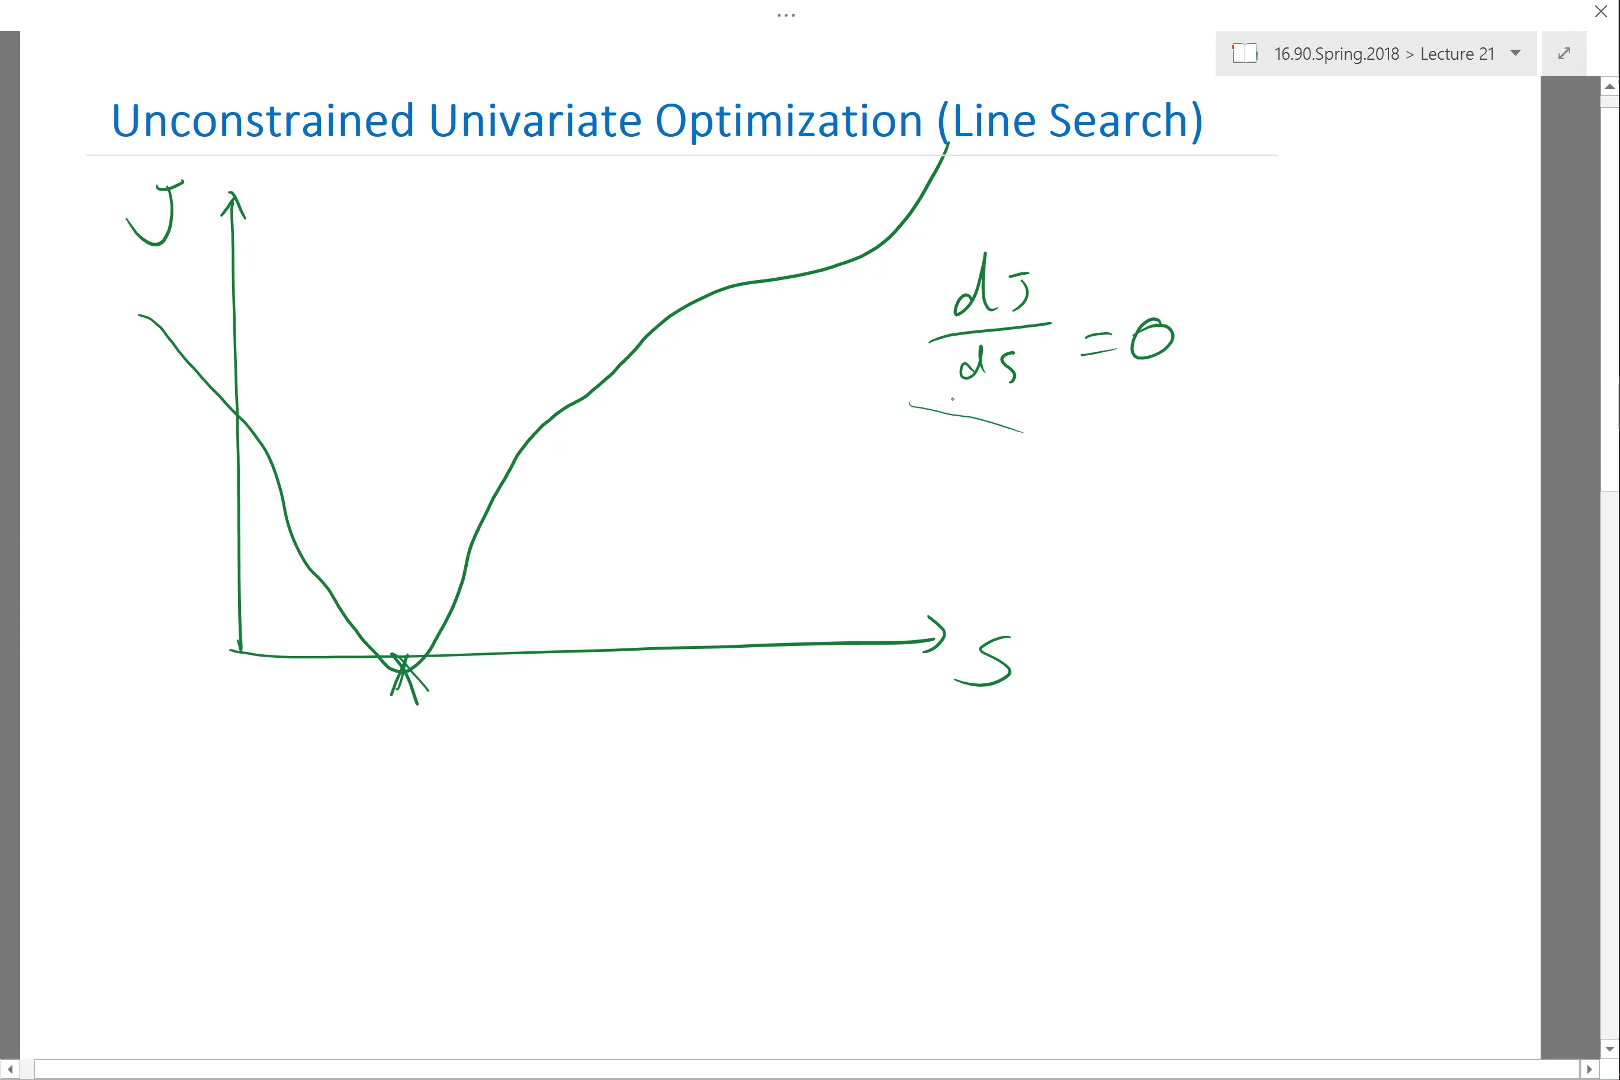 16.90.Spring.2018 > Lecture 21
Unconstrained Univariate Optimization (Line Search)
J
dJ
ds
= 0
S